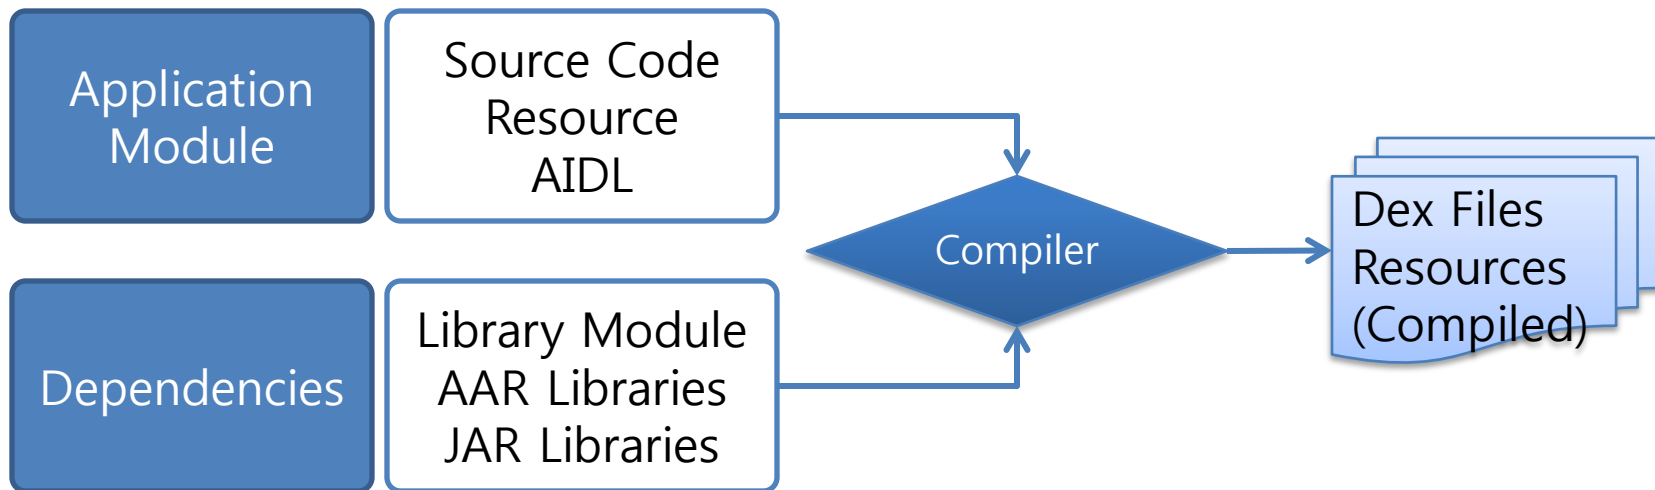 Application
Module
Source Code
Resource
AIDL
Dependencies
Library Module
AAR Libraries
JAR Libraries
Compiler
Dex Files
Resources
(Compiled)